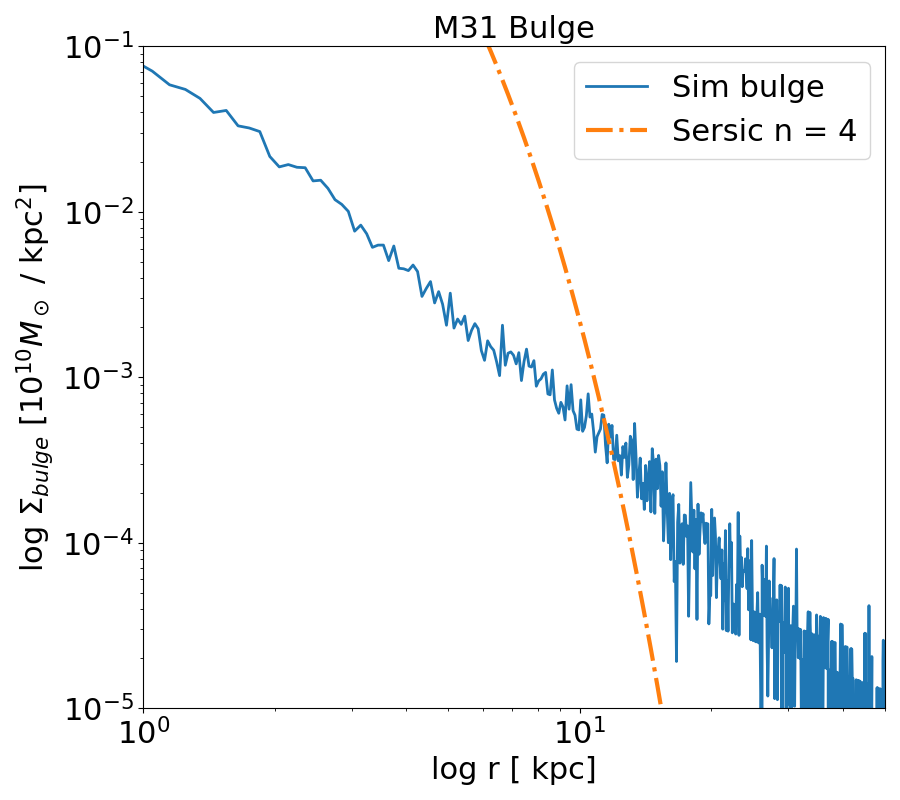 M31 Bulge
Sim bulge
Sersic n = 4
10⁻¹
10⁻²
10⁻³
10⁻⁴
10⁻⁵
log Σ_bulge [10¹⁰M_⊙ / kpc²]
10⁰
10¹
log r [ kpc]